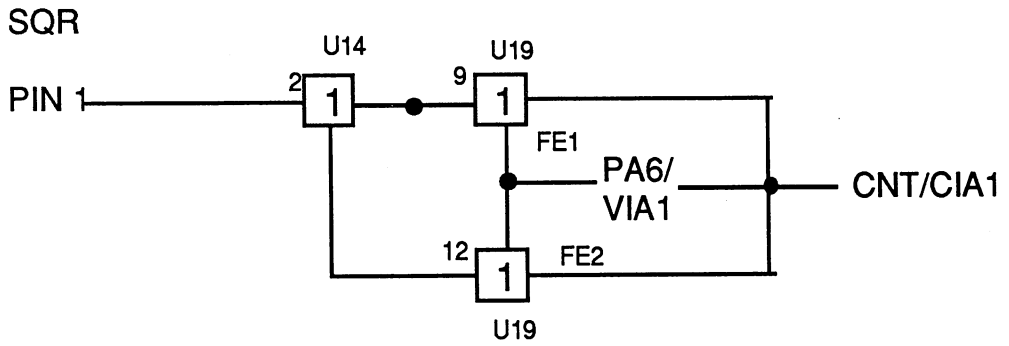 SQR
U14
U19
PIN 1
2
1
9
1
FE1
PA6/
VIA1
CNT/CIA1
12
1
FE2
U19